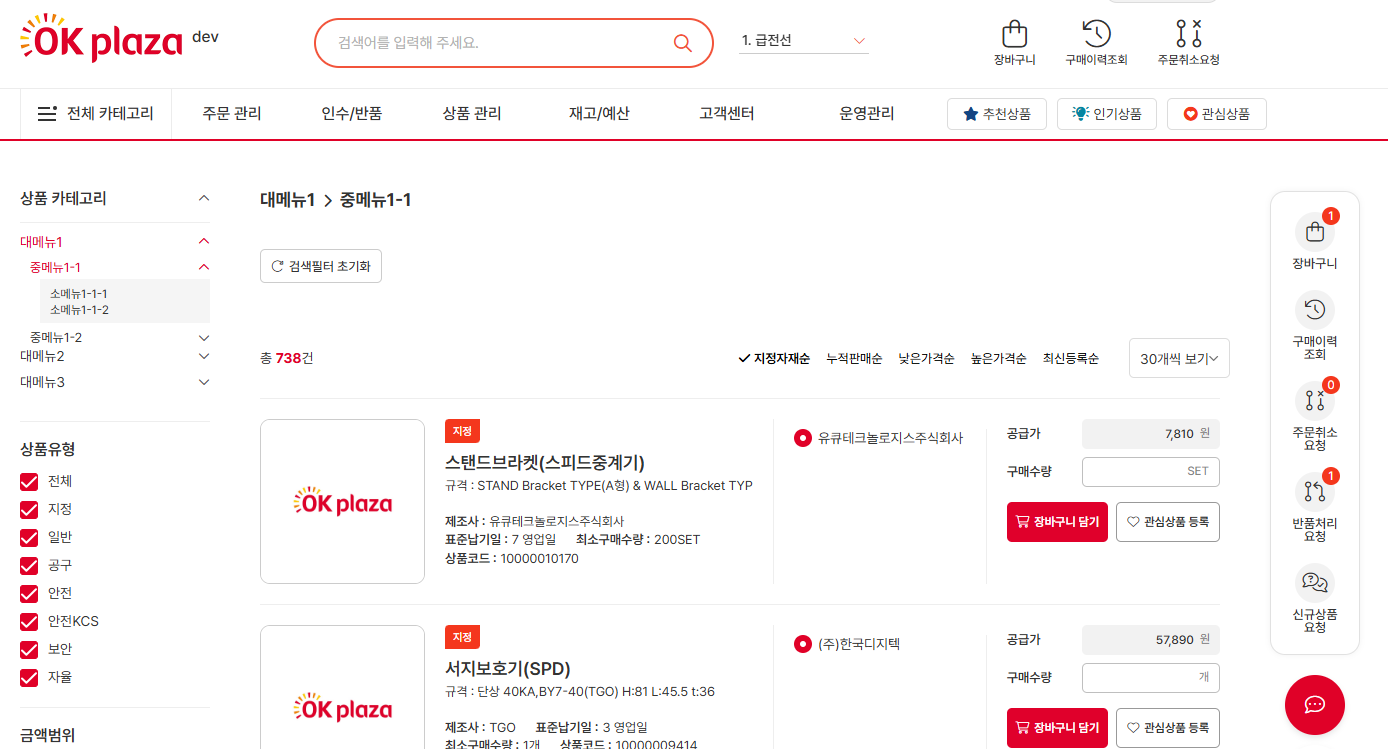 OK plaza dev
검색어를 입력해 주세요.
1. 급전선
장바구니
구매이력조회
주문취소요청
전체 카테고리
주문 관리
인수/반품
상품 관리
재고/예산
고객센터
운영관리
추천상품
인기상품
관심상품
상품 카테고리
대메뉴1
중메뉴1-1
소메뉴1-1-1
소메뉴1-1-2
중메뉴1-2
대메뉴2
대메뉴3
상품유형
전체
지정
일반
공구
안전
안전KCS
보안
자율
금액범위
대메뉴1 > 중메뉴1-1
검색필터 초기화
총 738건
지정자재순
누적판매순
낮은가격순
높은가격순
최신등록순
30개씩 보기
OK plaza
지정
스탠드브라켓(스피드중계기)
규격 : STAND Bracket TYPE(A형) & WALL Bracket TYP
제조사 : 유큐테크놀로지스주식회사
표준납기일 : 7 영업일 최소구매수량 : 200SET
상품코드 : 10000010170
유큐테크놀로지스주식회사
공급가 7,810 원
구매수량 SET
장바구니 담기
관심상품 등록
OK plaza
지정
서지보호기(SPD)
규격 : 단상 40KA,BY7-40(TGO) H:81 L:45.5 t:36
제조사 : TGO 표준납기일 : 3 영업일
최소구매수량 : 1개 상품코드 : 10000009414
(주)한국디지텍
공급가 57,890 원
구매수량 개
장바구니 담기
관심상품 등록
1
장바구니
구매이력
조회
0
주문취소
요청
1
반품처리
요청
신규상품
요청